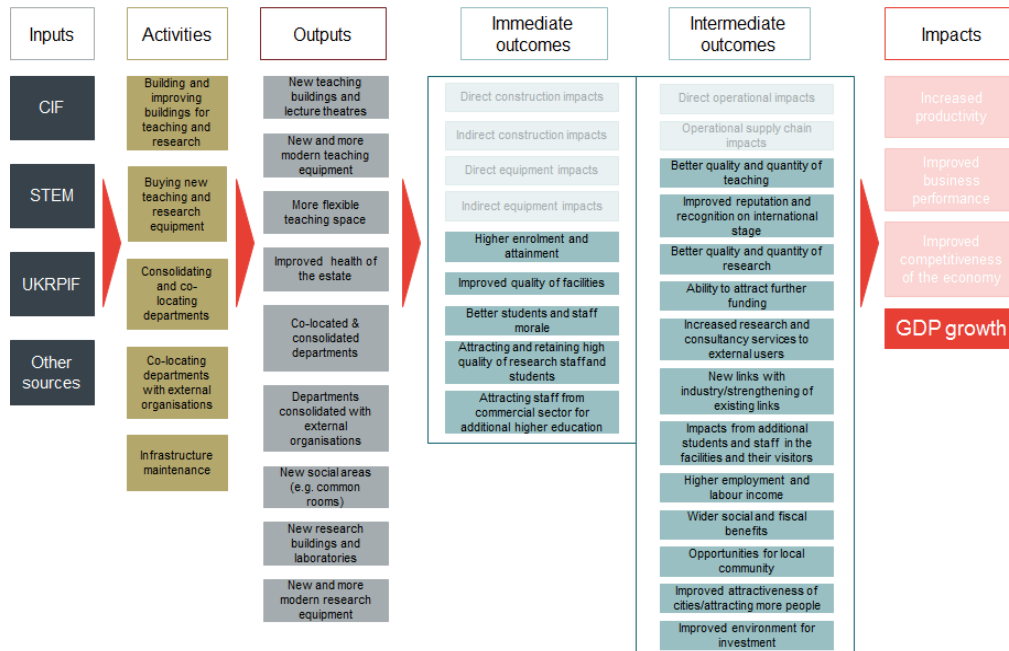 Inputs
Activities
Outputs
Immediate
outcomes
Intermediate
outcomes
Impacts
CIF
STEM
UKRPIF
Other
sources
Building and
improving
buildings for
teaching and
research
Buying new
teaching and
research
equipment
Consolidating
and co-
locating
departments
Co-locating
departments
with external
organisations
Infrastructure
maintenance
New teaching
buildings and
lecture theatres
New and more
modern teaching
equipment
More flexible
teaching space
Improved health of
the estate
Co-located &
consolidated
departments
Departments
consolidated with
external
organisations
New social areas
(e.g. common
rooms)
New research
buildings and
laboratories
New and more
modern research
equipment
Direct construction impacts
Indirect construction impacts
Direct equipment impacts
Indirect equipment impacts
Higher enrolment and
attainment
Improved quality of facilities
Better students and staff
morale
Attracting and retaining high
quality of research staff and
students
Attracting staff from
commercial sector for
additional higher education
Direct operational impacts
Operational supply chain
impacts
Better quality and quantity of
teaching
Improved reputation and
recognition on international
stage
Better quality and quantity of
research
Ability to attract further
funding
Increased research and
consultancy services to
external users
New links with
industry/strengthening of
existing links
Impacts from additional
students and staff in the
facilities and their visitors
Higher employment and
labour income
Wider social and fiscal
benefits
Opportunities for local
community
Improved attractiveness of
cities/attracting more people
Improved environment for
investment
Increased
productivity
Improved
business
performance
Improved
competitiveness
of the economy
GDP growth